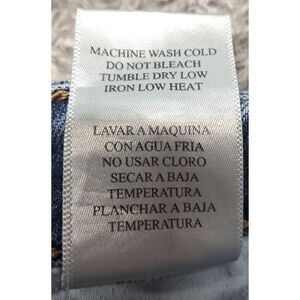 MACHINE WASH COLD
DO NOT BLEACH
TUMBLE DRY LOW
IRON LOW HEAT
LAVAR A MAQUINA
CON AGUA FRIA
NO USAR CLORO
SECAR A BAJA
TEMPERATURA
PLANCHAR A BAJA
TEMPERATURA